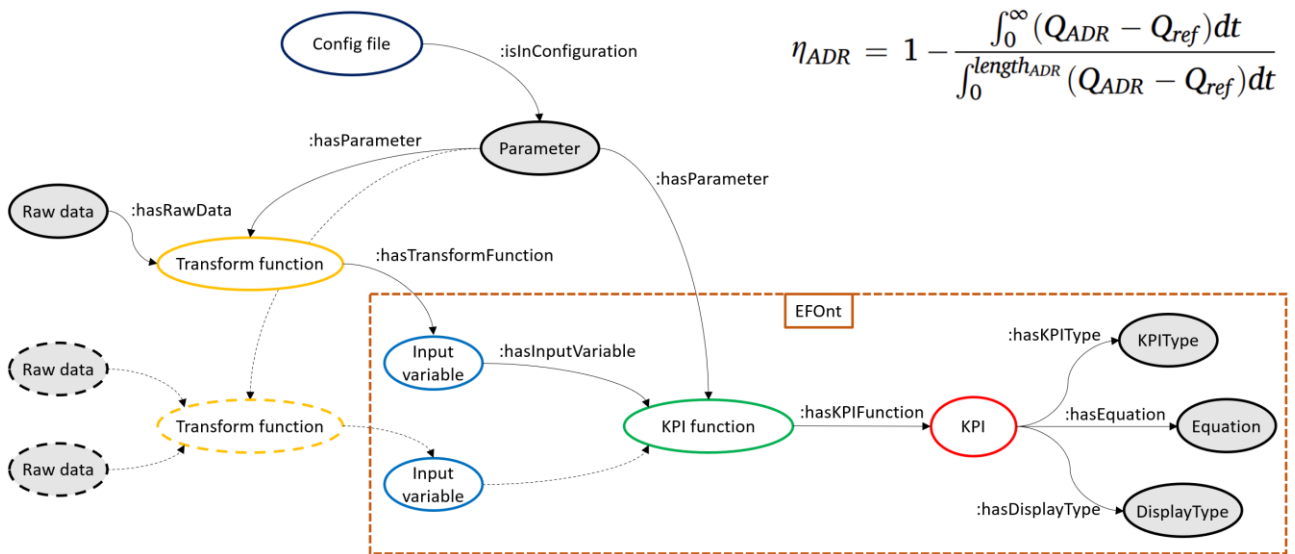 Config file
:isInConfiguration
η_ADR = 1 - ∫_0^∞ (Q_ADR − Q_ref)dt / ∫_0^length_ADR (Q_ADR − Q_ref)dt
:hasParameter
Parameter
:hasParameter
Raw data
:hasRawData
Transform function
:hasTransformFunction
EFOnt
Raw data
Input
variable
:hasInputVariable
:hasKPIType
KPIType
Transform function
KPI function
:hasKPIFunction
KPI
:hasEquation
Equation
Raw data
Input
variable
:hasDisplayType
DisplayType